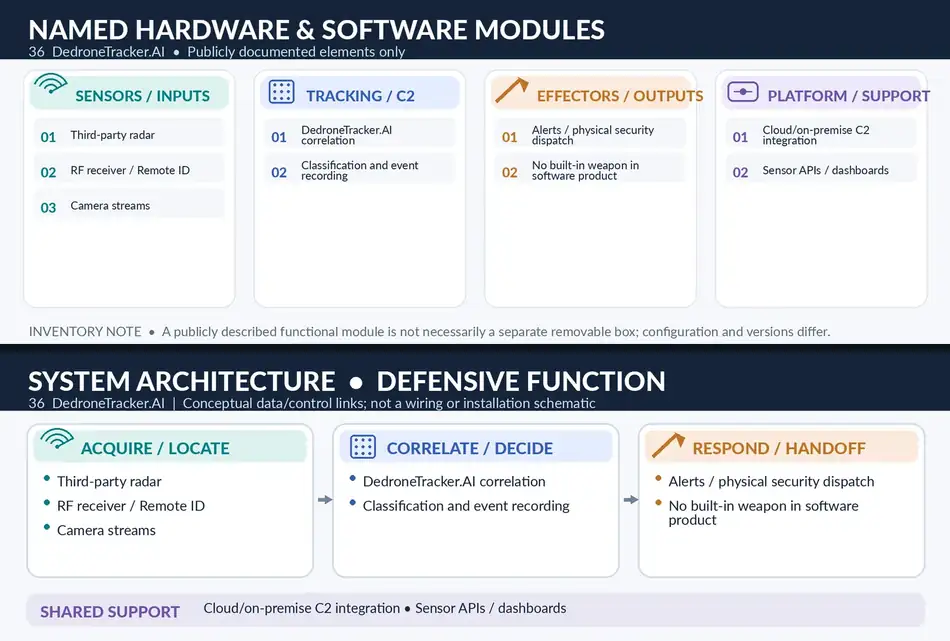 NAMED HARDWARE & SOFTWARE MODULES
36 DedroneTracker.AI • Publicly documented elements only
SENSORS / INPUTS
01 Third-party radar
02 RF receiver / Remote ID
03 Camera streams
TRACKING / C2
01 DedroneTracker.AI
correlation
02 Classification and event
recording
EFFECTORS / OUTPUTS
01 Alerts / physical security
dispatch
02 No built-in weapon in
software product
PLATFORM / SUPPORT
01 Cloud/on-premise C2
integration
02 Sensor APIs / dashboards
INVENTORY NOTE • A publicly described functional module is not necessarily a separate removable box; configuration and versions differ.
SYSTEM ARCHITECTURE • DEFENSIVE FUNCTION
36 DedroneTracker.AI | Conceptual data/control links; not a wiring or installation schematic
ACQUIRE / LOCATE
• Third-party radar
• RF receiver / Remote ID
• Camera streams
CORRELATE / DECIDE
• DedroneTracker.AI correlation
• Classification and event recording
RESPOND / HANDOFF
• Alerts / physical security dispatch
• No built-in weapon in software
product
SHARED SUPPORT Cloud/on-premise C2 integration • Sensor APIs / dashboards